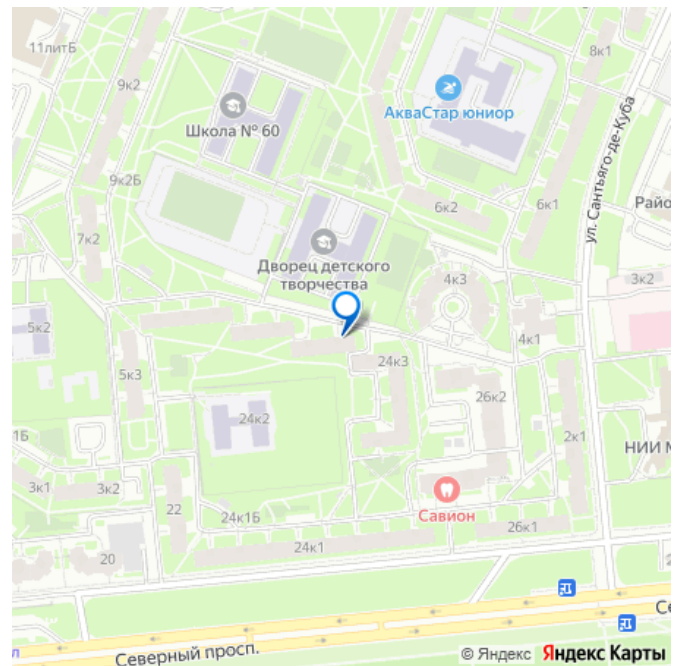 11литБ
8к1
9к2
АкваСтар юниор
Школа № 60
ул. Сантьяго-де-Куба
9к2Б
6к2
6к1
Райо
7к2
Дворец детского
творчества
4к3
3к2
5к2
4к1
24к3
5к3
26к2
24к2
1Б
2к1
НИИ М
3к1
3к2
22
24к1Б
Савион
26к1
24к1
20
2
Се
л
Северный просп.
© Яндекс
Яндекс Карты